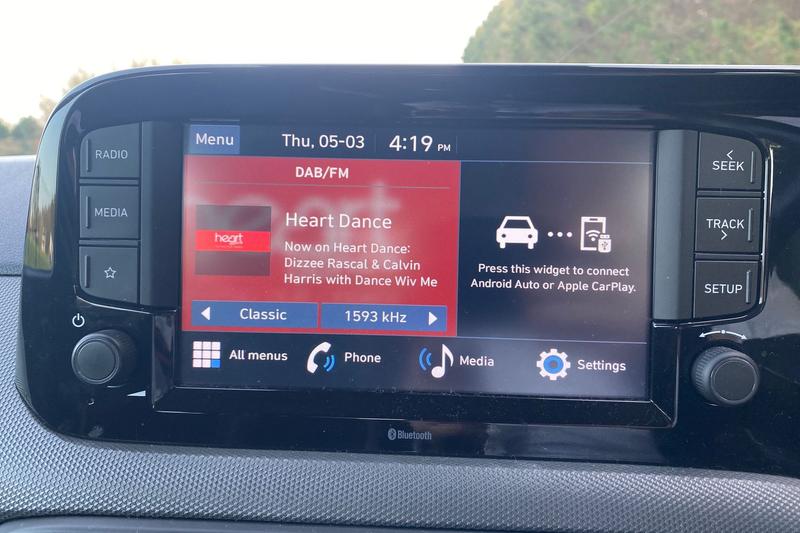 Menu
Thu, 05-03
4:19 PM
RADIO
MEDIA
DAB/FM
heart
Heart Dance
Now on Heart Dance:
Dizzee Rascal & Calvin
Harris with Dance Wiv Me
Classic
1593 kHz
Press this widget to connect
Android Auto or Apple CarPlay.
SEEK
TRACK
SETUP
All menus
Phone
Media
Settings
Bluetooth